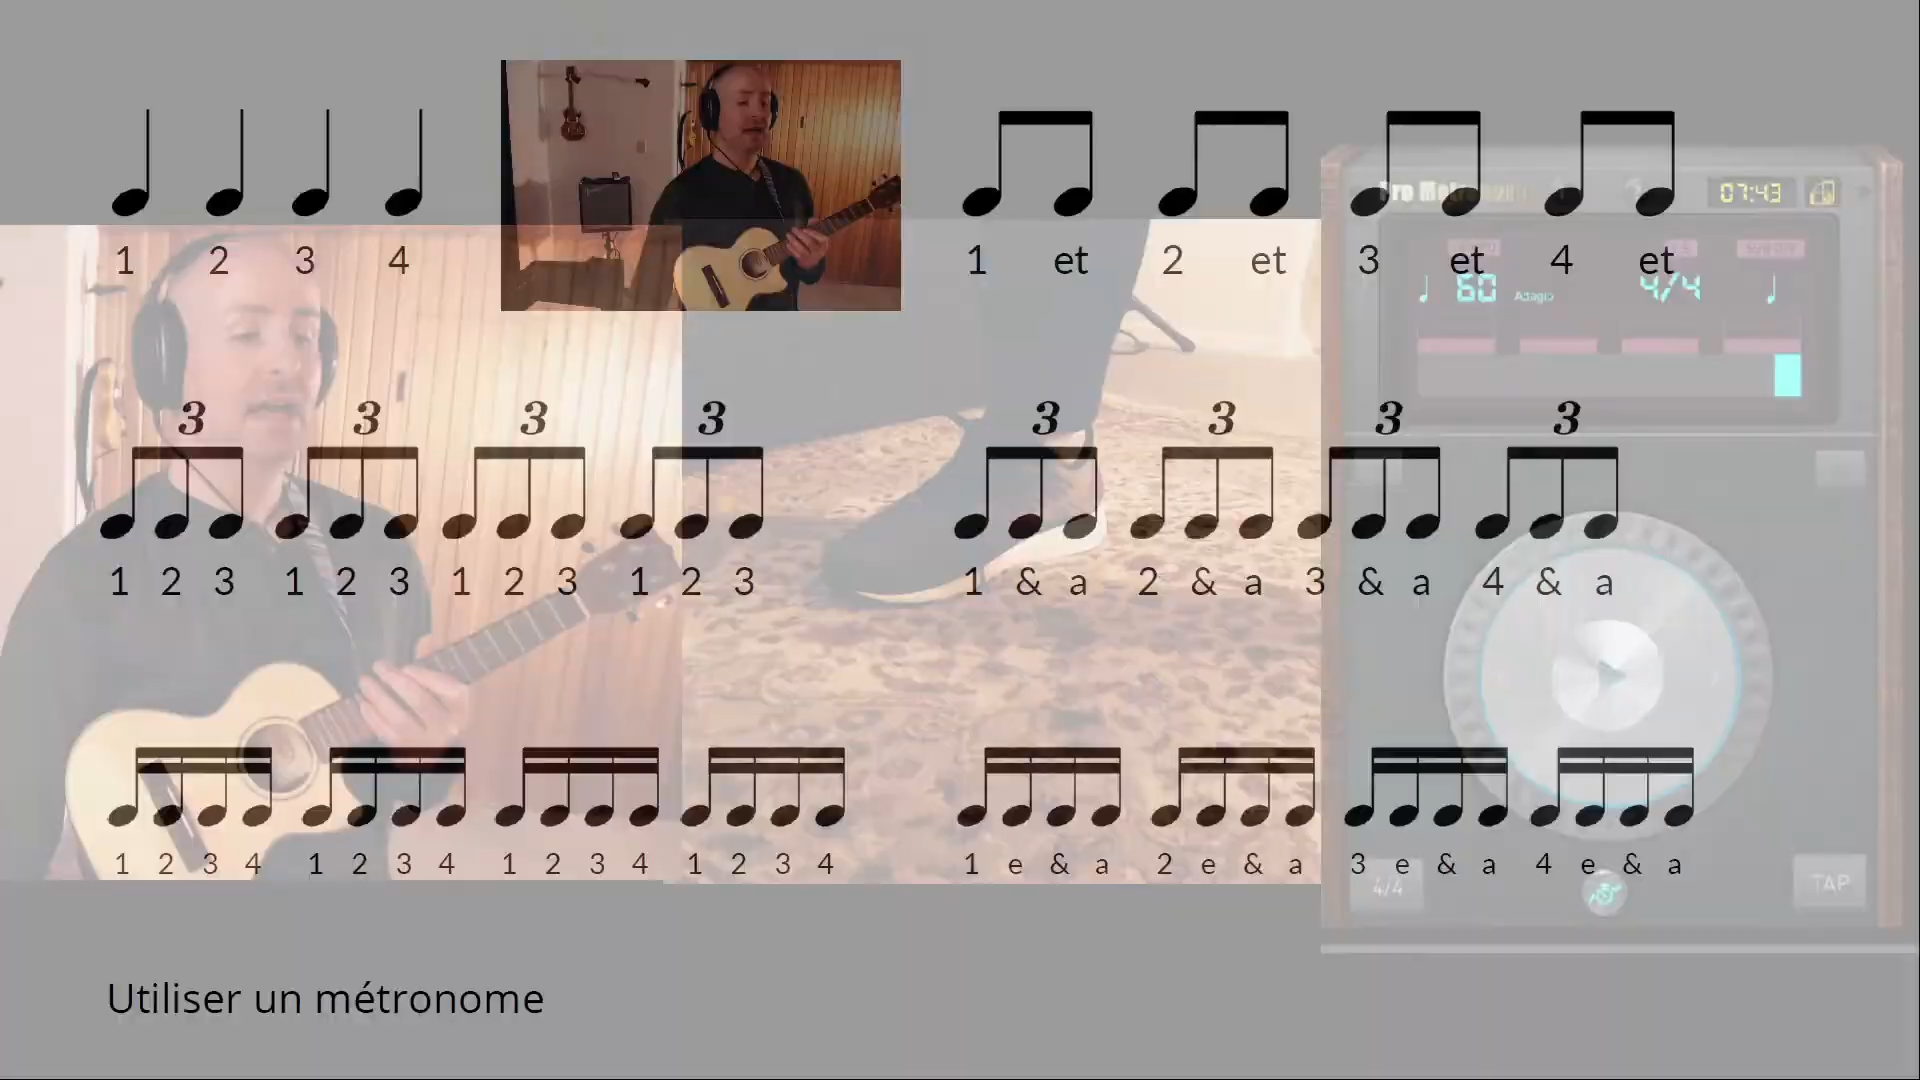 1 2 3 4
1 et 2 et 3 et 4 et
07:43
60 Adagio 4/4
3 3 3 3
3 3 3 3
1 2 3 1 2 3 1 2 3 1 2 3
1 & a 2 & a 3 & a 4 & a
1 2 3 4 1 2 3 4 1 2 3 4 1 2 3 4
1 e & a 2 e & a 3 e & a 4 e & a
4/4
TAP
Utiliser un métronome